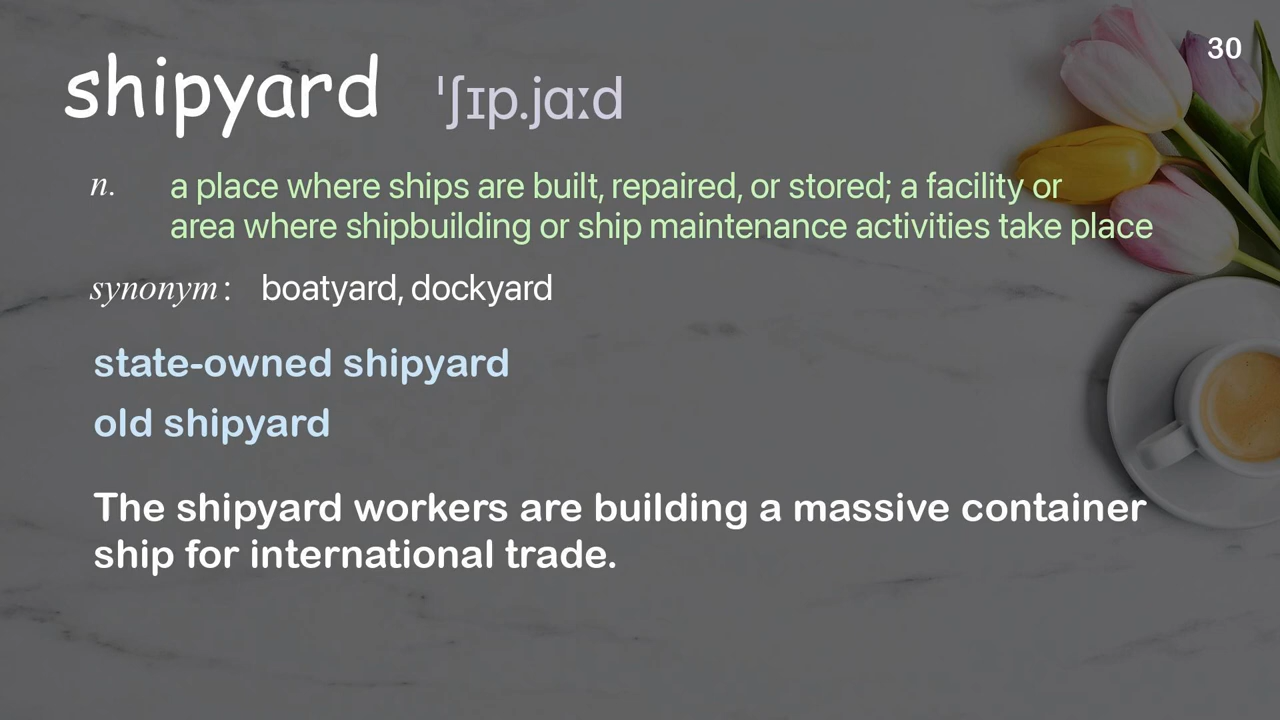 30
shipyard ˈʃɪp.jɑːd
n. a place where ships are built, repaired, or stored; a facility or
area where shipbuilding or ship maintenance activities take place
synonym: boatyard, dockyard
state-owned shipyard
old shipyard
The shipyard workers are building a massive container
ship for international trade.